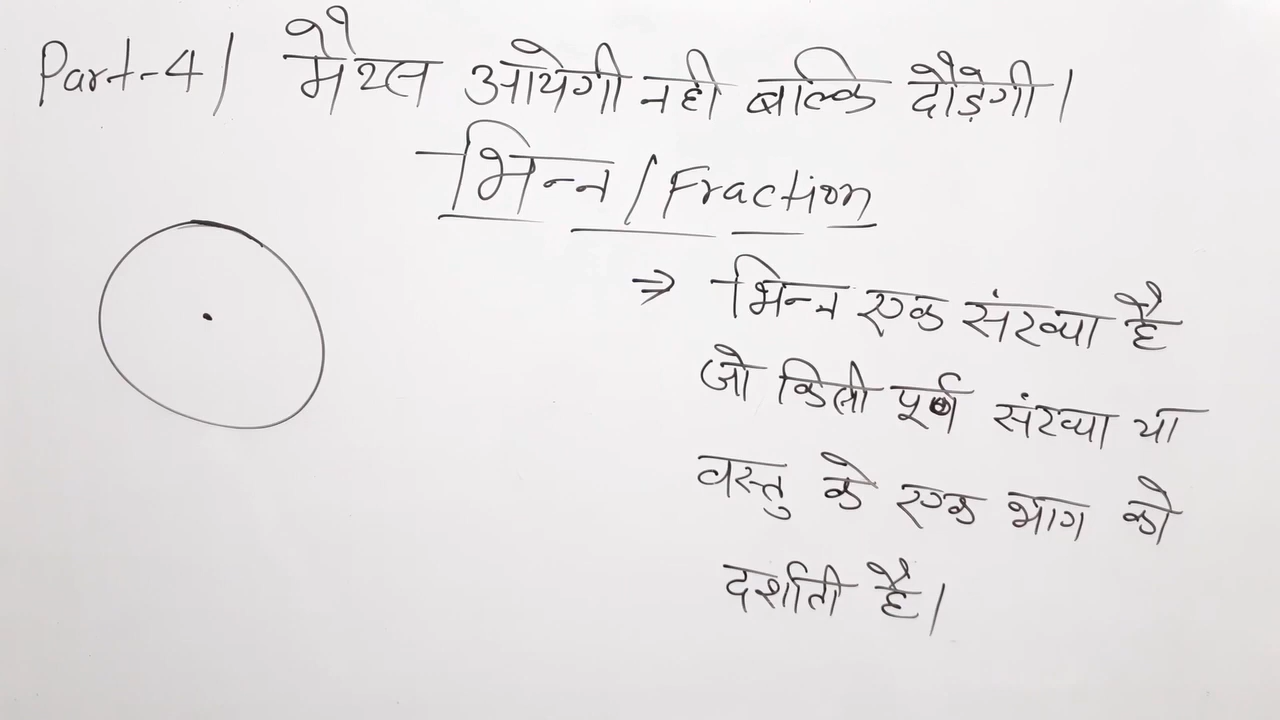 Part-4| मैथ्स आयेगी नही बल्कि दौड़ेगी।
भिन्न / Fraction
⇒ भिन्न एक संख्या है
जो किसी पूर्ण संख्या या
वस्तु के एक भाग को
दर्शाती है।